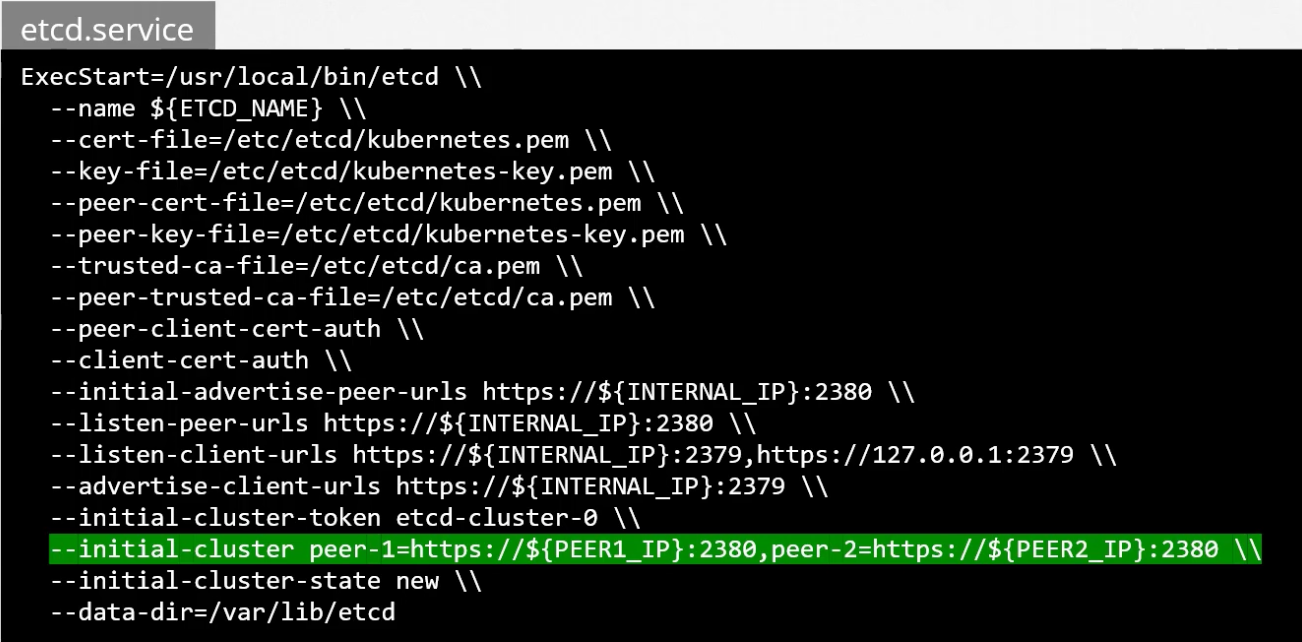 etcd.service
ExecStart=/usr/local/bin/etcd \\
--name ${ETCD_NAME} \\
--cert-file=/etc/etcd/kubernetes.pem \\
--key-file=/etc/etcd/kubernetes-key.pem \\
--peer-cert-file=/etc/etcd/kubernetes.pem \\
--peer-key-file=/etc/etcd/kubernetes-key.pem \\
--trusted-ca-file=/etc/etcd/ca.pem \\
--peer-trusted-ca-file=/etc/etcd/ca.pem \\
--peer-client-cert-auth \\
--client-cert-auth \\
--initial-advertise-peer-urls https://${INTERNAL_IP}:2380 \\
--listen-peer-urls https://${INTERNAL_IP}:2380 \\
--listen-client-urls https://${INTERNAL_IP}:2379,https://127.0.0.1:2379 \\
--advertise-client-urls https://${INTERNAL_IP}:2379 \\
--initial-cluster-token etcd-cluster-0 \\
--initial-cluster peer-1=https://${PEER1_IP}:2380,peer-2=https://${PEER2_IP}:2380 \\
--initial-cluster-state new \\
--data-dir=/var/lib/etcd